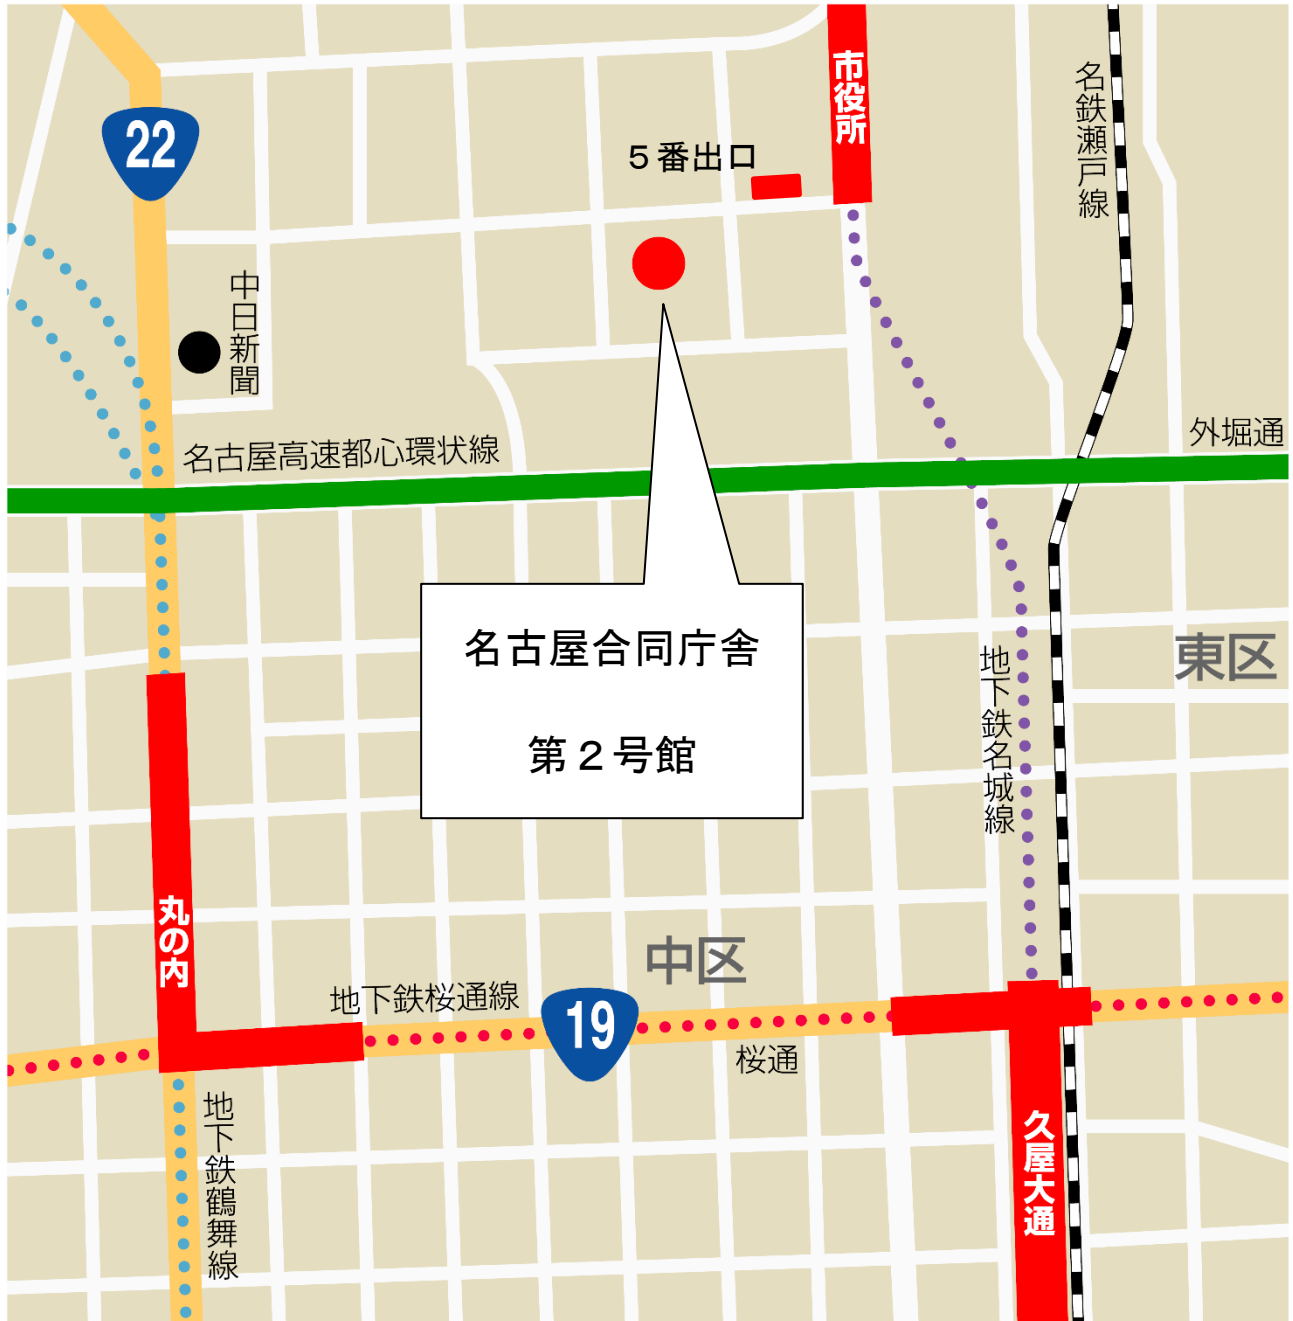 市役所
名鉄瀬戸線
22
５番出口
中日新聞
名古屋高速都心環状線
外堀通
名古屋合同庁舎
第２号館
東区
地下鉄名城線
丸の内
中区
地下鉄桜通線
19
桜通
地下鉄鶴舞線
久屋大通